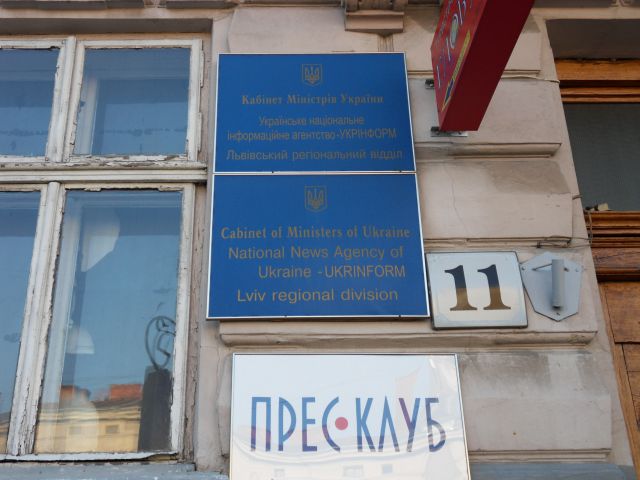 Кабінет Міністрів України
Українське національне
інформаційне агентство-УКРІНФОРМ
Львівський регіональний відділ
Cabinet of Ministers of Ukraine
National News Agency of
Ukraine - UKRINFORM
Lviv regional division
11
ПРЕС•КЛУБ